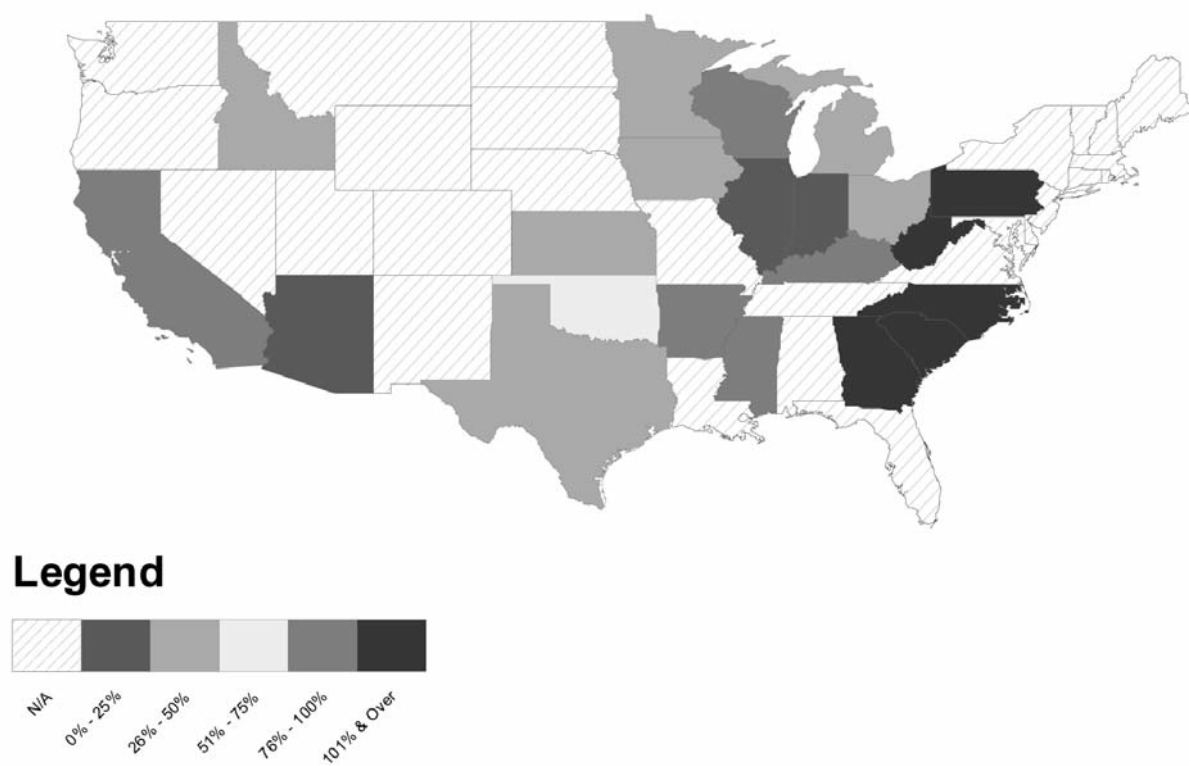 Legend
N/A
0% - 25%
26% - 50%
51% - 75%
76% - 100%
101% & Over